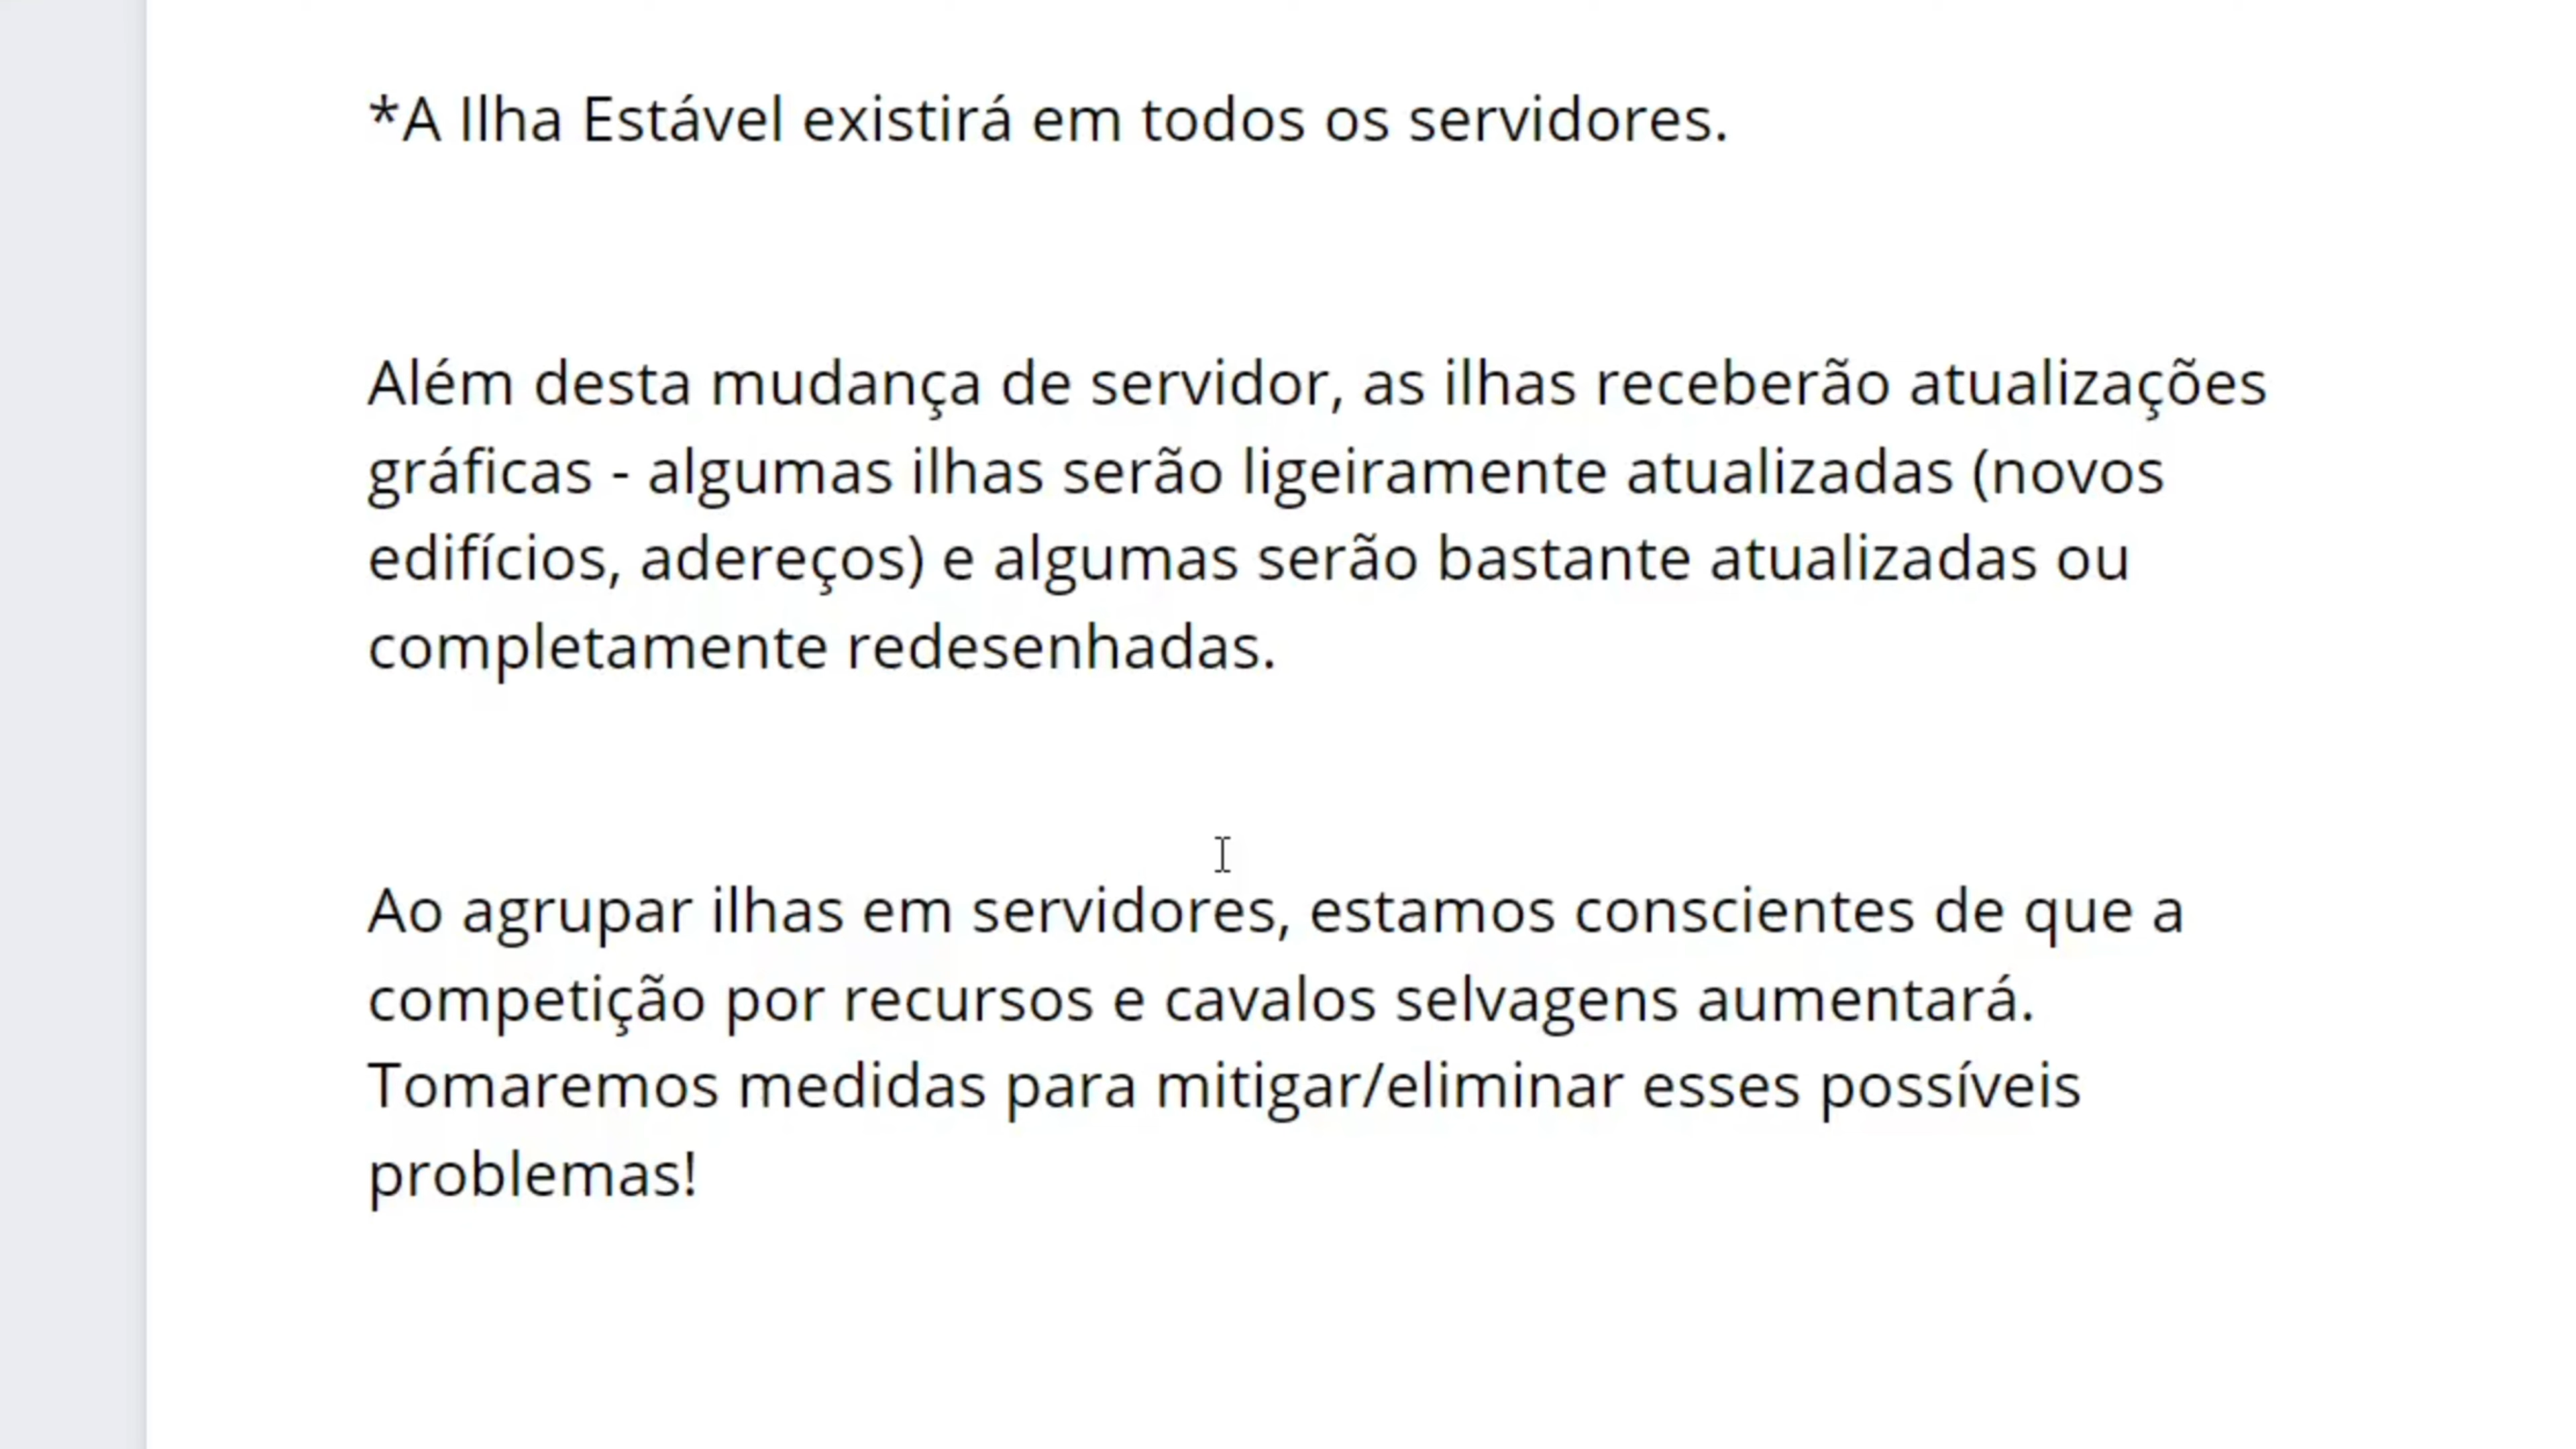 *A Ilha Estável existirá em todos os servidores.
Além desta mudança de servidor, as ilhas receberão atualizações
gráficas - algumas ilhas serão ligeiramente atualizadas (novos
edifícios, adereços) e algumas serão bastante atualizadas ou
completamente redesenhadas.
Ao agrupar ilhas em servidores, estamos conscientes de que a
competição por recursos e cavalos selvagens aumentará.
Tomaremos medidas para mitigar/eliminar esses possíveis
problemas!